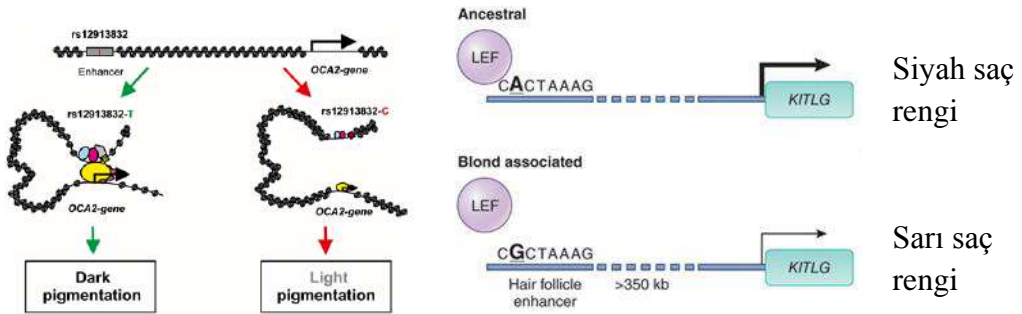 rs12913832
Enhancer
OCA2-gene
rs12913832-T
rs12913832-C
OCA2-gene
OCA2-gene
Dark
pigmentation
Light
pigmentation
Ancestral
LEF
CACTAAAG
KITLG
Siyah saç
rengi
Blond associated
LEF
CGCTAAAG
KITLG
Hair follicle
enhancer
>350 kb
Sarı saç
rengi